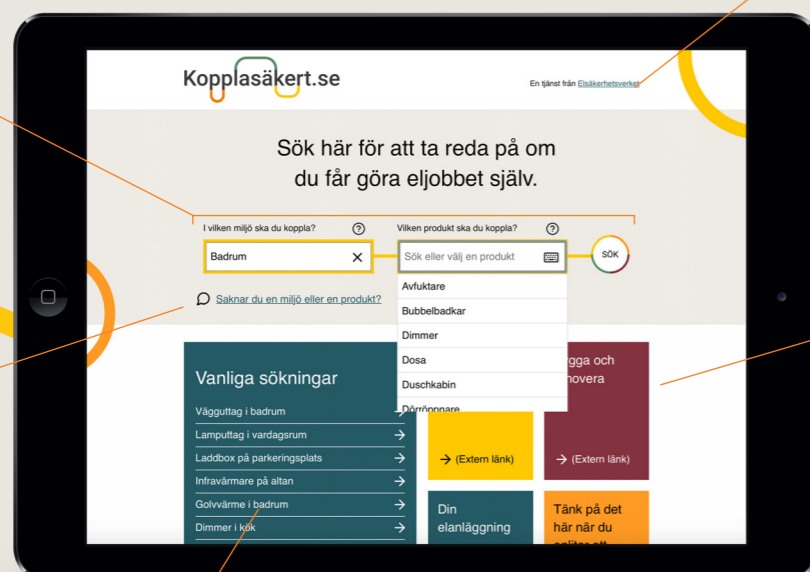 Kopplasäkert.se
En tjänst från Elsäkerhetsverket
Sök här för att ta reda på om
du får göra eljobbet själv.
I vilken miljö ska du koppla?
Vilken produkt ska du koppla?
Badrum
Sök eller välj en produkt
SÖK
Saknar du en miljö eller en produkt?
Avfuktare
Bubbelbadkar
Dimmer
Dosa
Duschkabin
Dörröppnare
Vanliga sökningar
Vägguttag i badrum
Lamputtag i vardagsrum
Laddbox på parkeringsplats
Infravärmare på altan
Golvvärme i badrum
Dimmer i kök
(Extern länk)
och
(Extern länk)
Din
elanläggning
Tänk på det
här när du